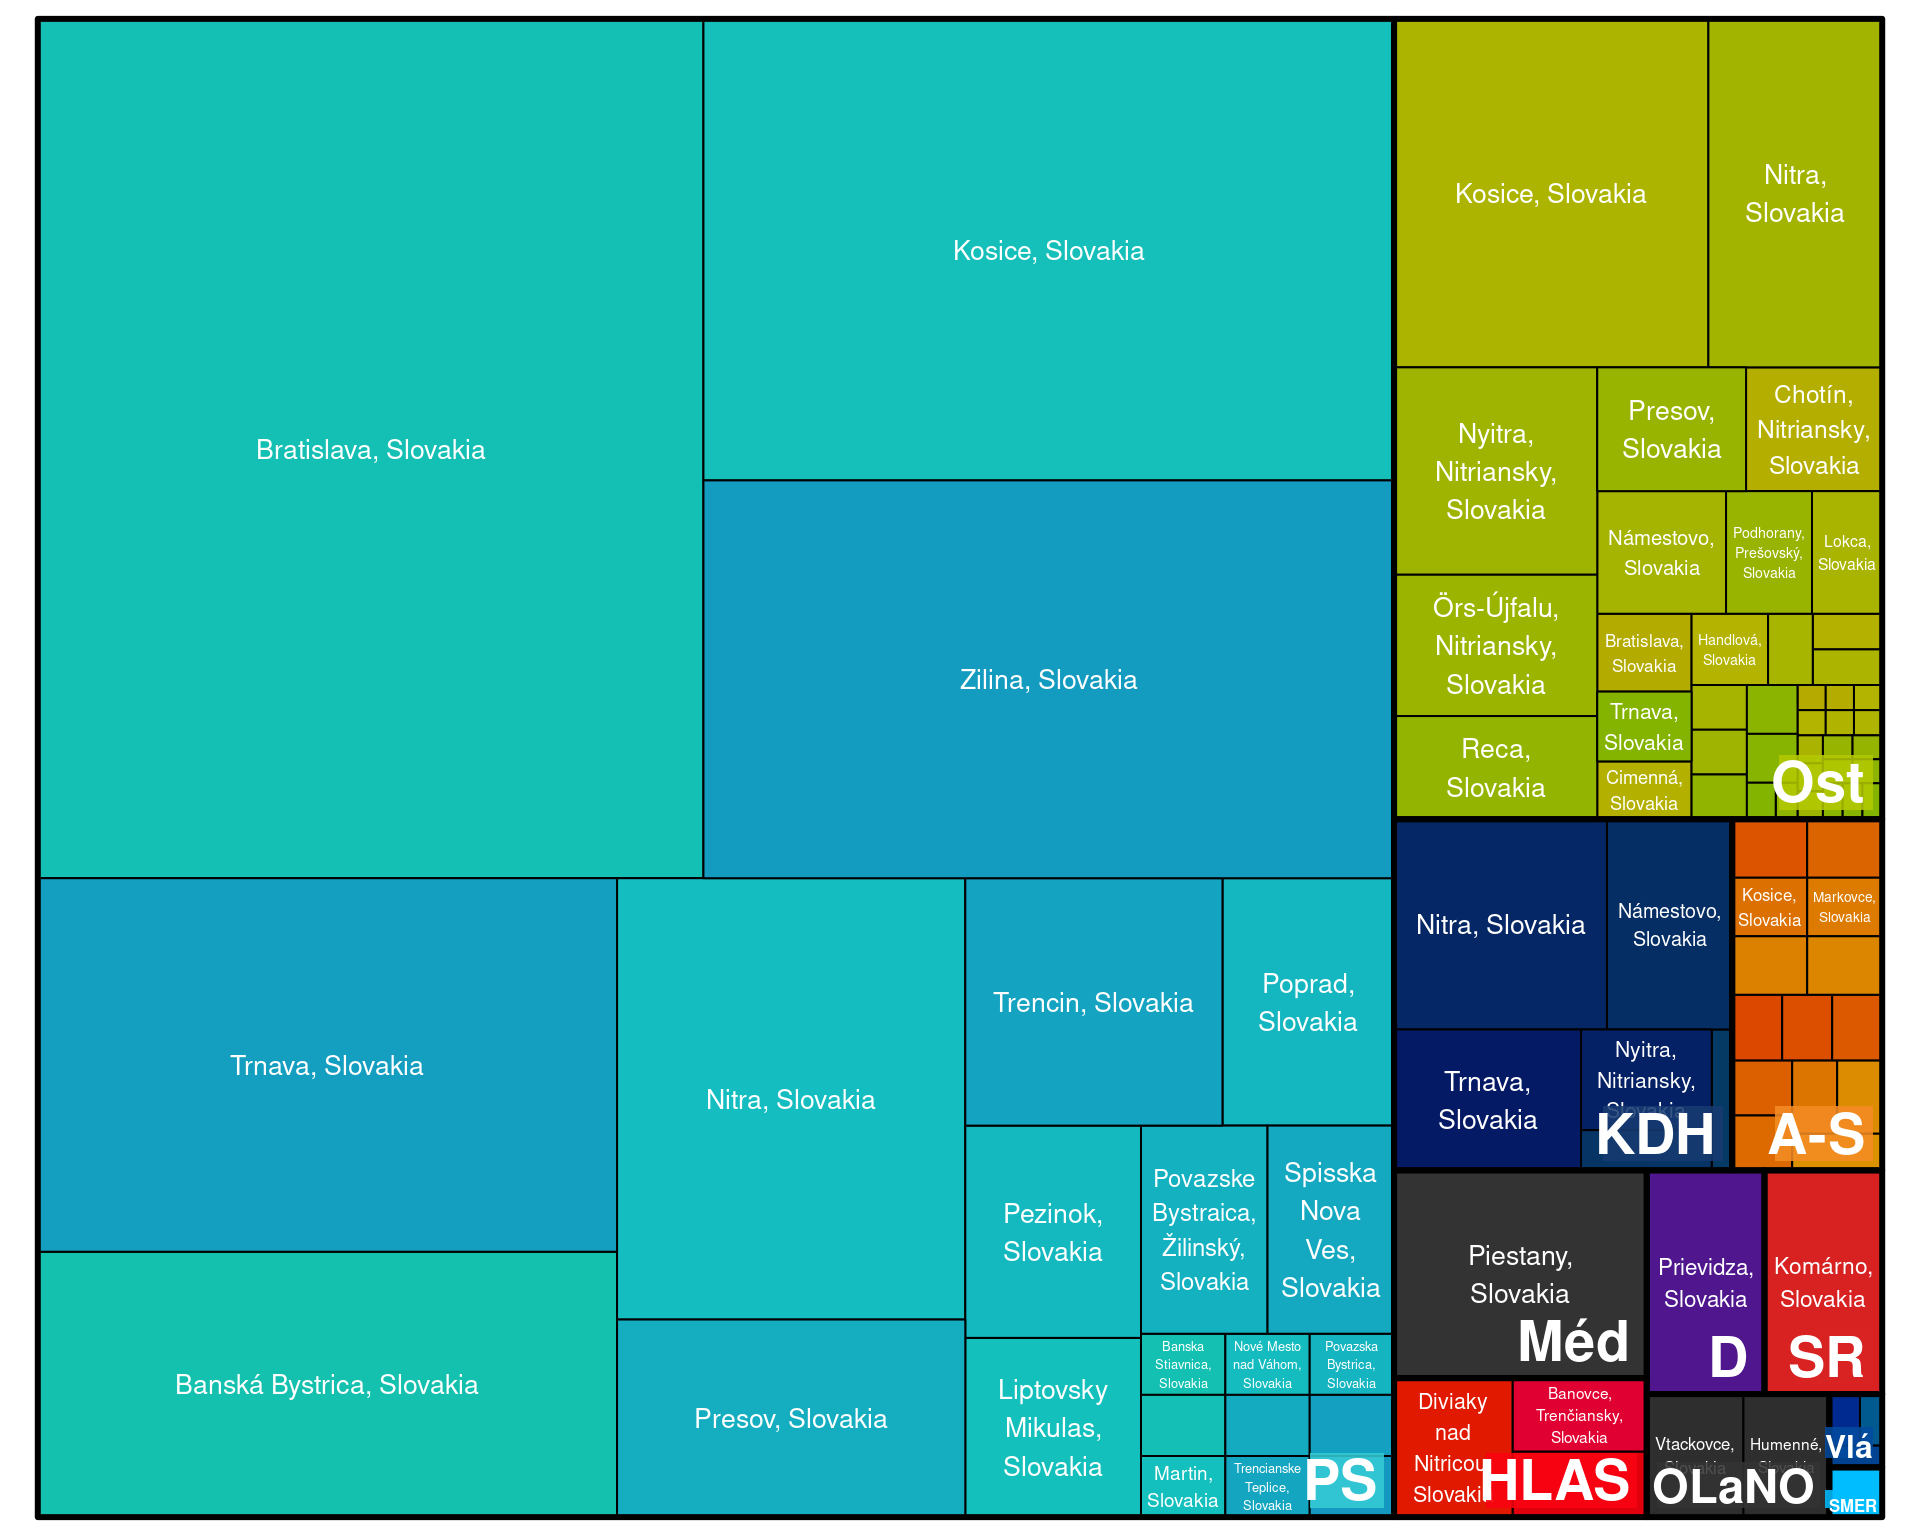 Bratislava, Slovakia
Kosice, Slovakia
Zilina, Slovakia
Trnava, Slovakia
Banská Bystrica, Slovakia
Nitra, Slovakia
Presov, Slovakia
Trencin, Slovakia
Poprad,
Slovakia
Pezinok,
Slovakia
Povazske
Bystraica,
Žilinský,
Slovakia
Spisska
Nova
Ves,
Slovakia
Liptovsky
Mikulas,
Slovakia
Banska
Stiavnica,
Slovakia
Nové Mesto
nad Váhom,
Slovakia
Povazska
Bystrica,
Slovakia
Martin,
Slovakia
Trencianske
Teplice,
Slovakia
PS
Kosice, Slovakia
Nitra,
Slovakia
Nyitra,
Nitriansky,
Slovakia
Presov,
Slovakia
Chotín,
Nitriansky,
Slovakia
Námestovo,
Slovakia
Podhorany,
Prešovský,
Slovakia
Lokca,
Slovakia
Örs-Újfalu,
Nitriansky,
Slovakia
Bratislava,
Slovakia
Handlová,
Slovakia
Reca,
Slovakia
Trnava,
Slovakia
Cimenná,
Slovakia
Ost
Nitra, Slovakia
Námestovo,
Slovakia
Trnava,
Slovakia
Nyitra,
Nitriansky,
Slovakia
KDH
Kosice,
Slovakia
Markovce,
Slovakia
A-S
Piestany,
Slovakia
Méd
Prievidza,
Slovakia
D
Komárno,
Slovakia
SR
Diviaky
nad
Nitricou
Slovakia
Banovce,
Trenčiansky,
Slovakia
HLAS
Vtackovce,
Slovakia
Humenné,
Slovakia
OLaNO
Vlá
SMER